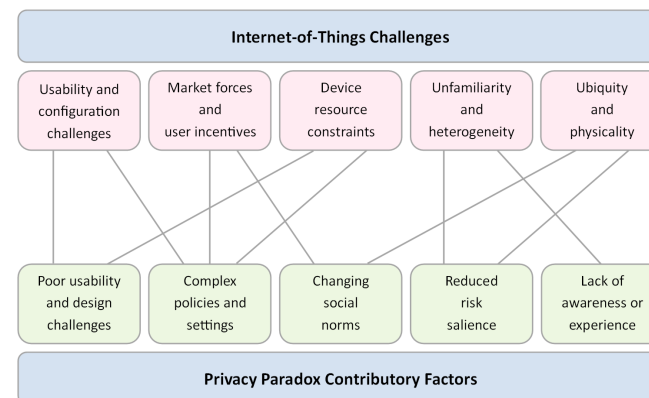 Internet-of-Things Challenges
Usability and
configuration
challenges
Market forces
and
user incentives
Device
resource
constraints
Unfamiliarity
and
heterogeneity
Ubiquity
and
physicality
Poor usability
and design
challenges
Complex
policies and
settings
Changing
social
norms
Reduced
risk
salience
Lack of
awareness or
experience
Privacy Paradox Contributory Factors